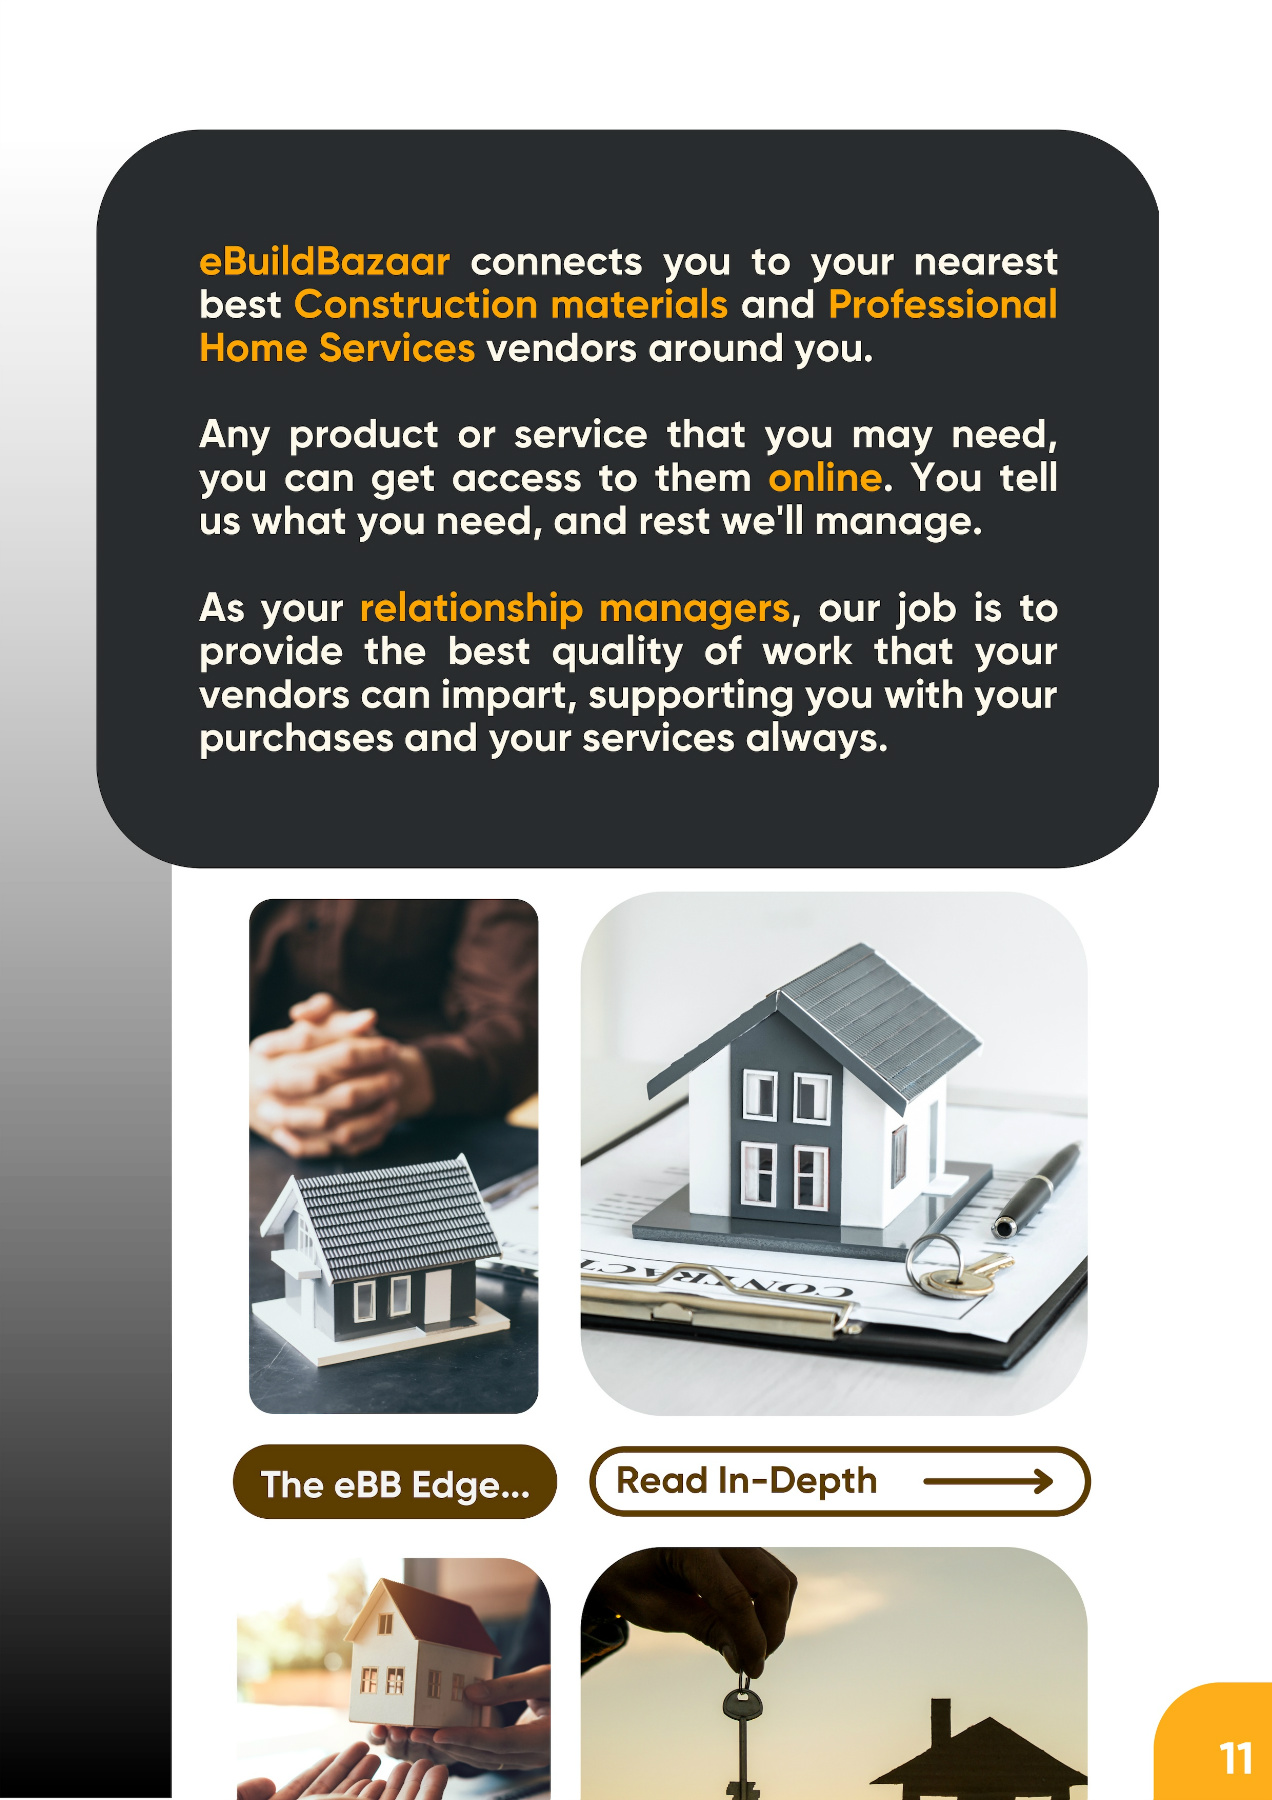 eBuildBazaar connects you to your nearest
best Construction materials and Professional
Home Services vendors around you.
Any product or service that you may need,
you can get access to them online. You tell
us what you need, and rest we'll manage.
As your relationship managers, our job is to
provide the best quality of work that your
vendors can impart, supporting you with your
purchases and your services always.
CONTRACT
The eBB Edge...
Read In-Depth
11